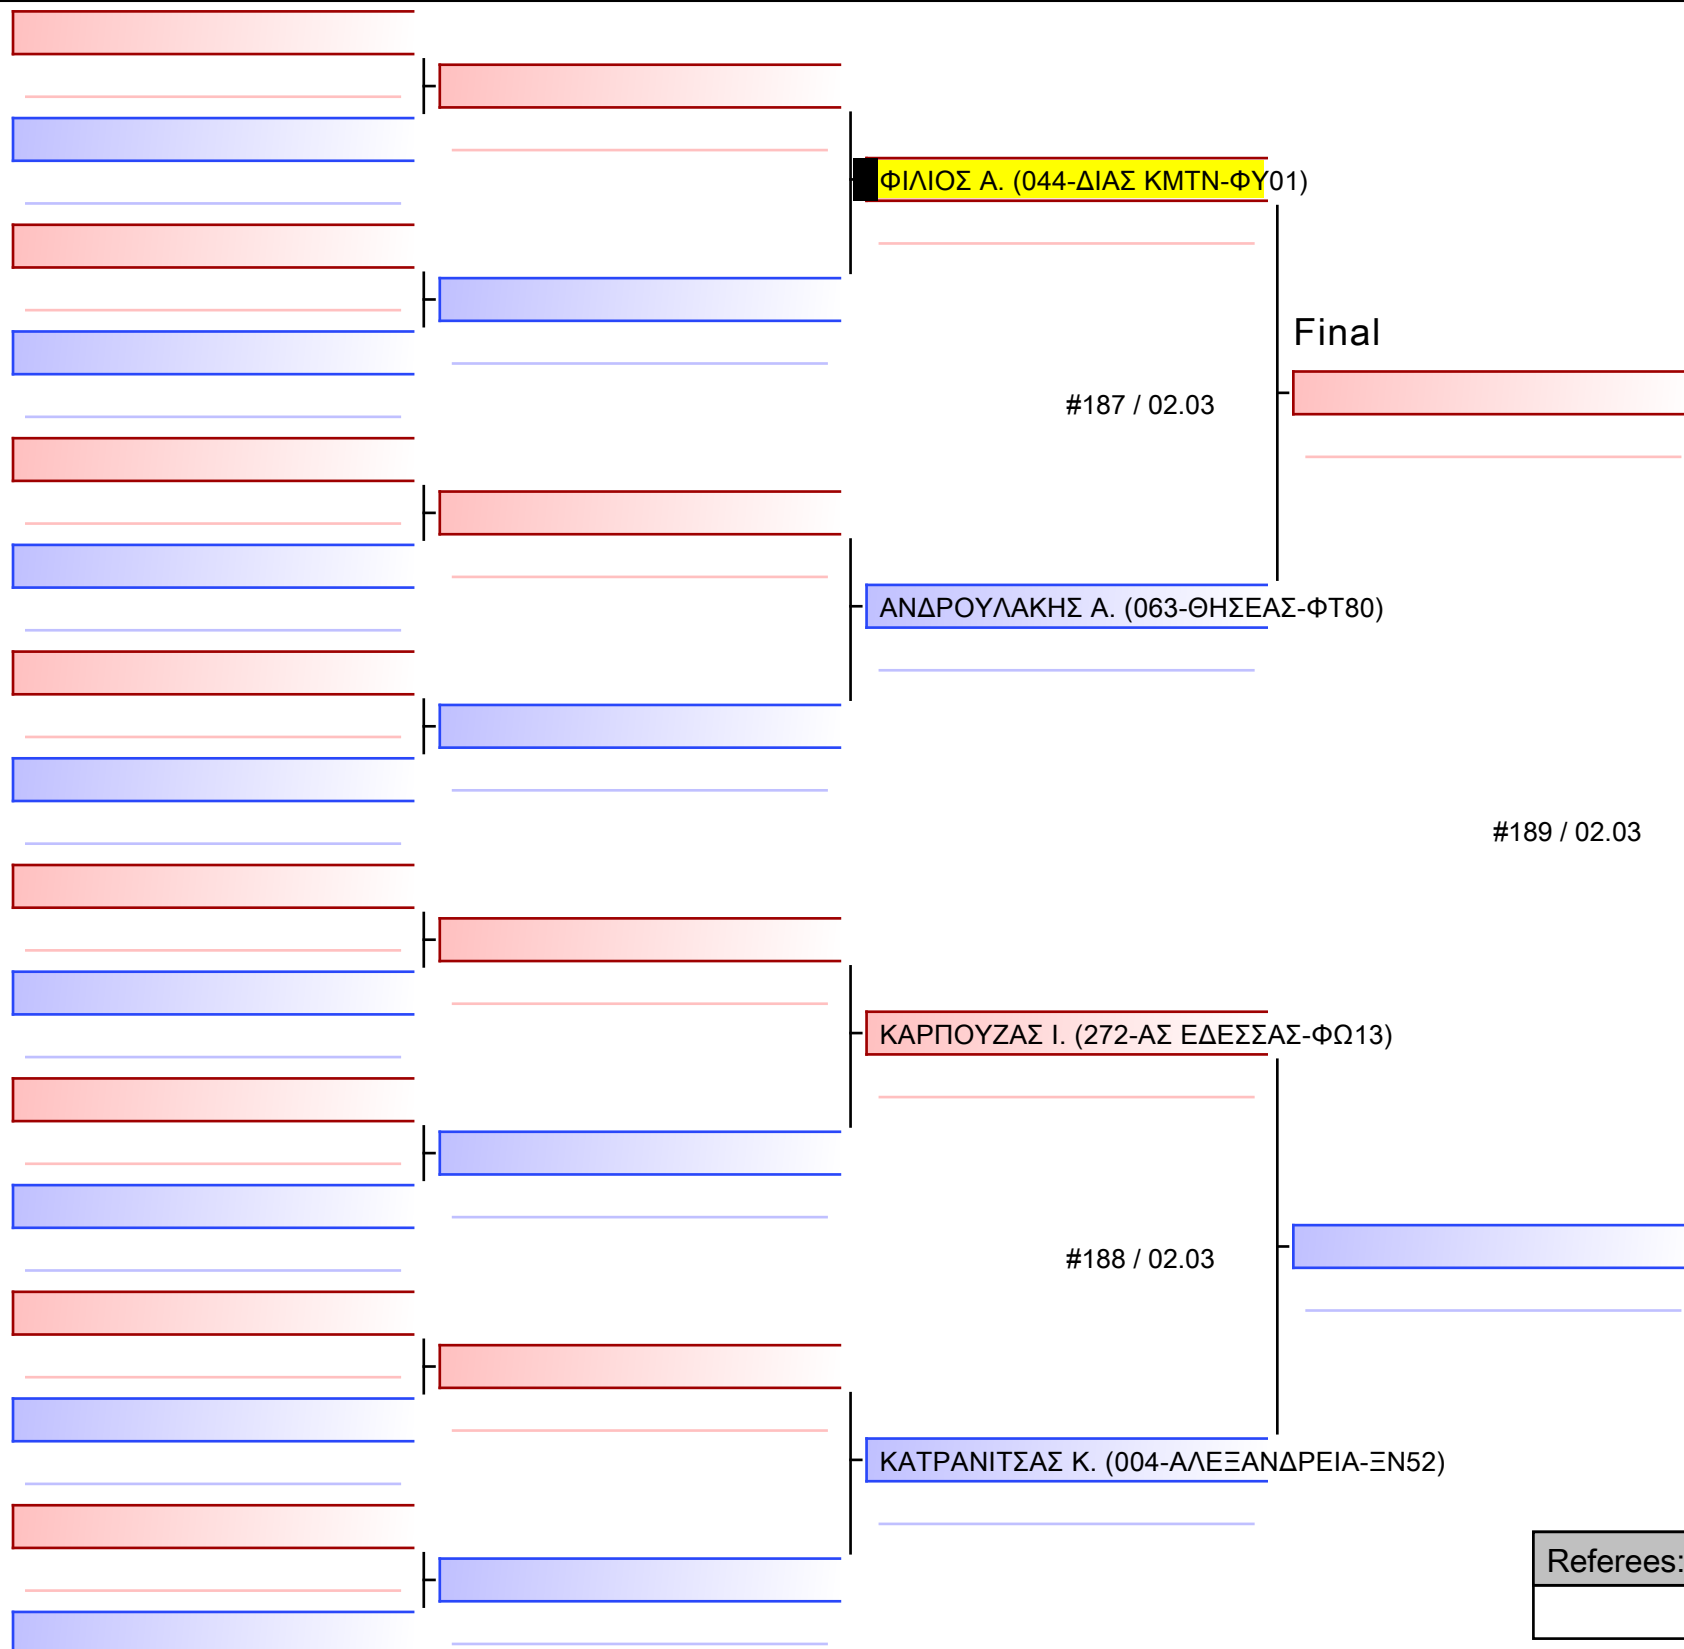 ΦΙΛΙΟΣ Α. (044-ΔΙΑΣ ΚΜΤΝ-ΦΥ01)
Final
#187 / 02.03
ΑΝΔΡΟΥΛΑΚΗΣ Α. (063-ΘΗΣΕΑΣ-ΦΤ80)
#189 / 02.03
ΚΑΡΠΟΥΖΑΣ Ι. (272-ΑΣ ΕΔΕΣΣΑΣ-ΦΩ13)
#188 / 02.03
ΚΑΤΡΑΝΙΤΣΑΣ Κ. (004-ΑΛΕΞΑΝΔΡΕΙΑ-ΞΝ52)
Referees: